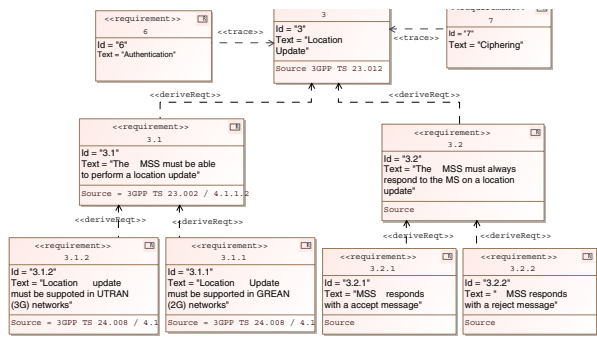 <<requirement>>
6
Id = "6"
Text = "Authentication"
<<trace>>
3
Id = "3"
Text = "Location
Update"
Source 3GPP TS 23.012
<<trace>>
7
Id = "7"
Text = "Ciphering"
<<deriveReqt>>
<<deriveReqt>>
<<requirement>>
3.1
Id = "3.1"
Text = "The MSS must be able
to perform a location update"
Source = 3GPP TS 23.002 / 4.1.1.2
<<requirement>>
3.2
Id = "3.2"
Text = "The MSS must always
respond to the MS on a location
update"
Source
<<deriveReqt>>
<<deriveReqt>>
<<deriveReqt>>
<<deriveReqt>>
<<requirement>>
3.1.2
Id = "3.1.2"
Text = "Location update
must be suppoted in UTRAN
(3G) networks"
Source = 3GPP TS 24.008 / 4.1
<<requirement>>
3.1.1
Id = "3.1.1"
Text = "Location Update
must be supported in GREAN
(2G) networks"
Source = 3GPP TS 24.008 / 4.1
<<requirement>>
3.2.1
Id = "3.2.1"
Text = "MSS responds
with a accept message"
Source
<<requirement>>
3.2.2
Id = "3.2.2"
Text = " MSS responds
with a reject message"
Source